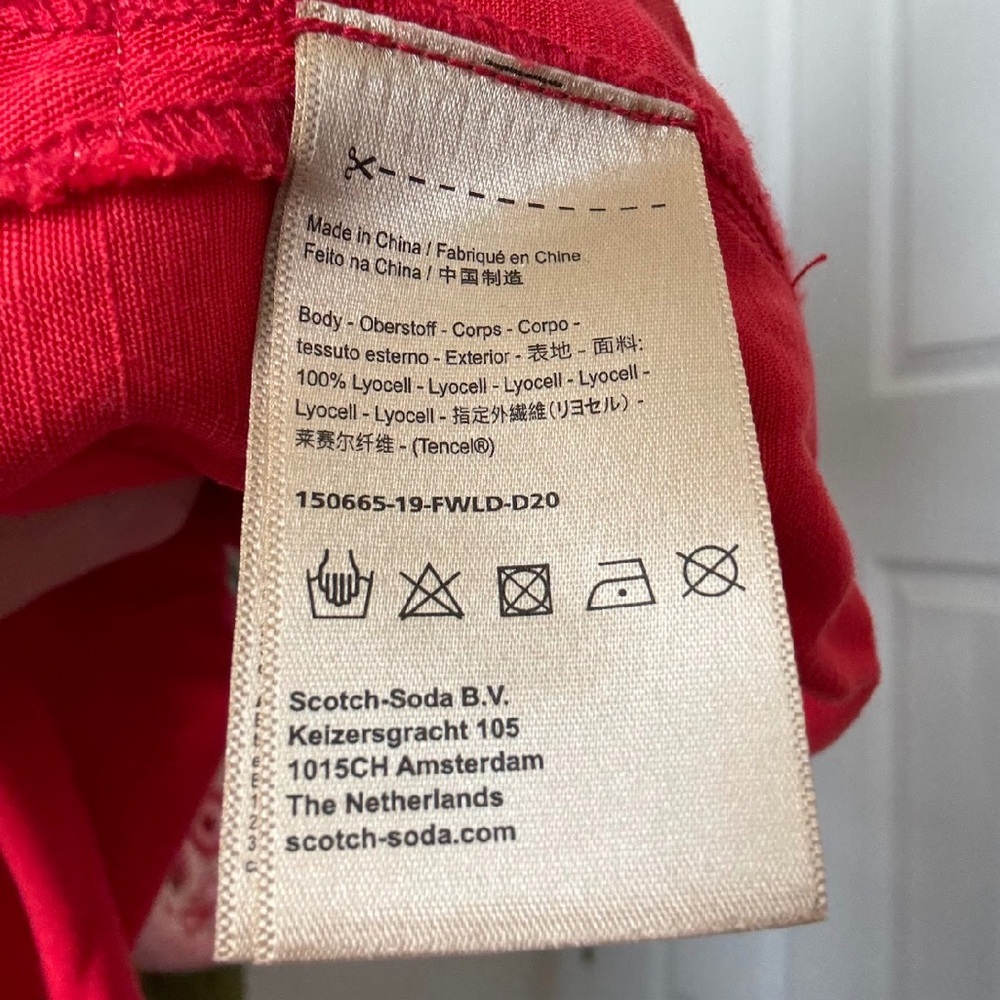 Made in China / Fabriqué en Chine
Feito na China / 中国制造
Body - Oberstoff - Corps - Corpo -
tessuto esterno - Exterior - 表地 - 面料:
100% Lyocell - Lyocell - Lyocell - Lyocell -
Lyocell - Lyocell - 指定外繊維(リヨセル) -
莱赛尔纤维 - (Tencel®)
150665-19-FWLD-D20
Scotch-Soda B.V.
Keizersgracht 105
1015CH Amsterdam
The Netherlands
scotch-soda.com